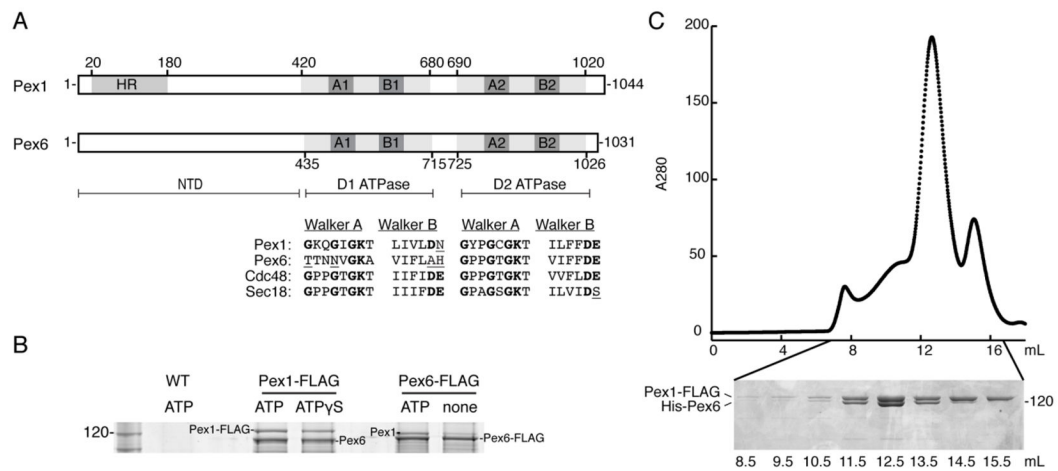 A
20 180 420 680 690 1020
Pex1 1- HR A1 B1 A2 B2 -1044
Pex6 1- A1 B1 A2 B2 -1031
435 715 725 1026
NTD D1 ATPase D2 ATPase
Walker A Walker B Walker A Walker B
Pex1: GKQGIGKT LIVLDN GYPGCGKT ILFFDE
Pex6: TTNNVGKA VIFLAH GPPGTGKT ILFFDE
Cdc48: GPPGTGKT IIFIDE GPPGTGKT VVFLDE
Sec18: GPPGTGKT IIIFDE GPAGSGKT ILVIDS
B
WT Pex1-FLAG Pex6-FLAG
ATP ATP ATPγS ATP none
120 Pex1-FLAG Pex6 Pex1 Pex6-FLAG
C
200
150
100
50
0
A280
0 4 8 12 16 mL
Pex1-FLAG
His-Pex6
-120
8.5 9.5 10.5 11.5 12.5 13.5 14.5 15.5 mL